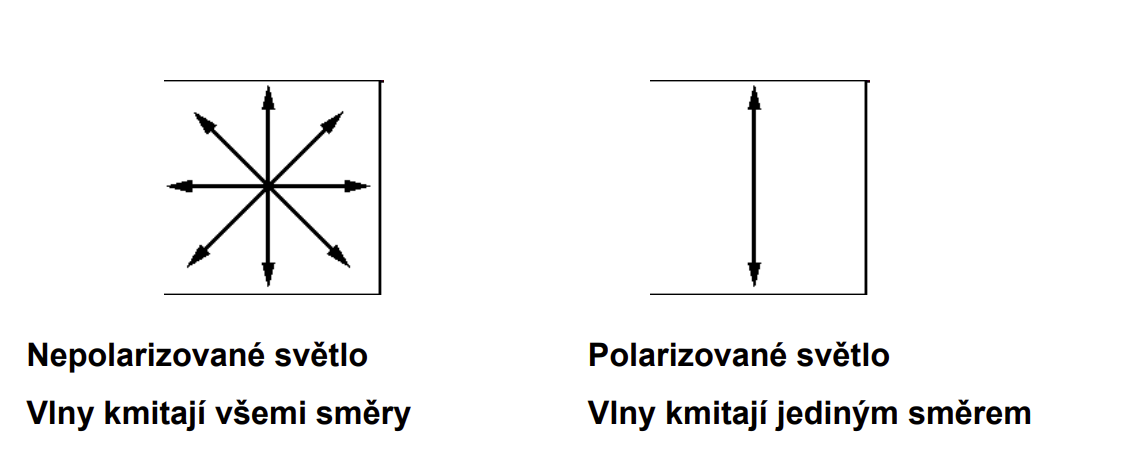 Nepolarizované světlo
Vlny kmitají všemi směry
Polarizované světlo
Vlny kmitají jediným směrem